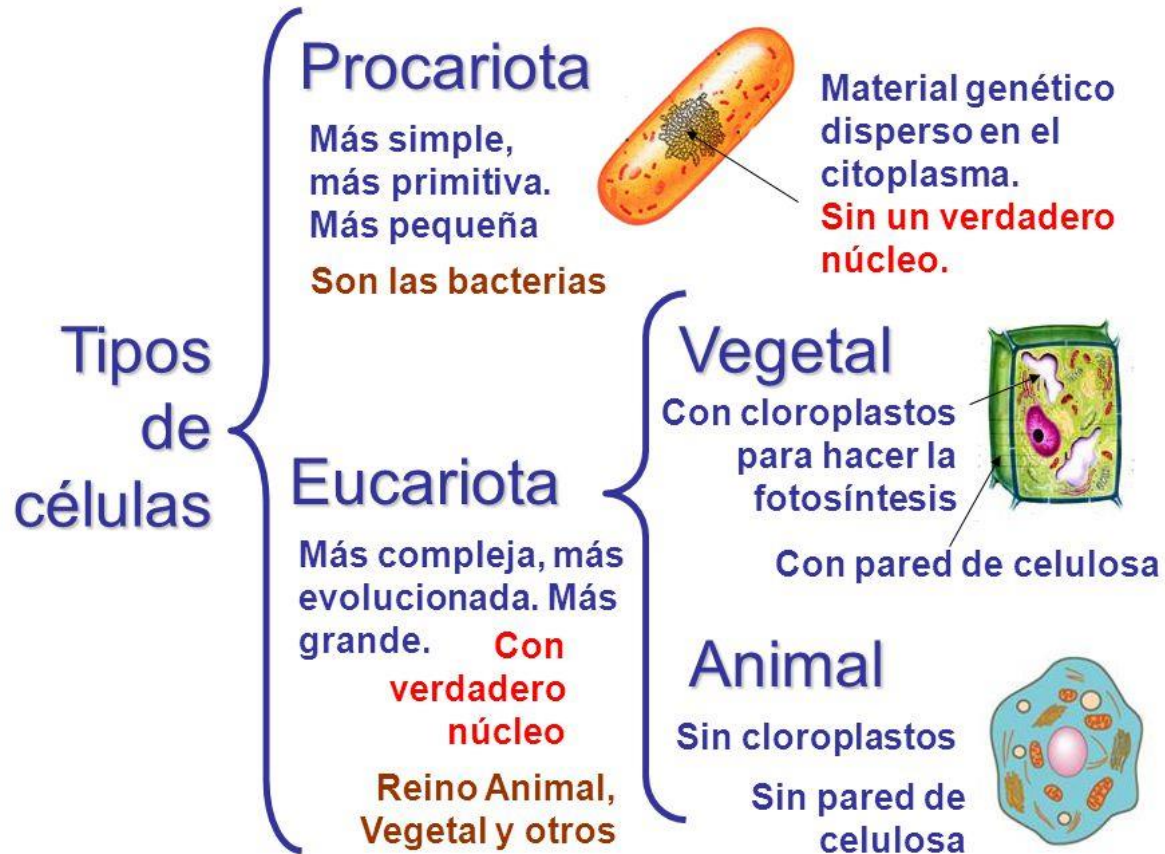 Tipos
de
células
Procariota
Más simple,
más primitiva.
Más pequeña
Son las bacterias
Material genético
disperso en el
citoplasma.
Sin un verdadero
núcleo.
Eucariota
Más compleja, más
evolucionada. Más
grande. Con
verdadero
núcleo
Reino Animal,
Vegetal y otros
Vegetal
Con cloroplastos
para hacer la
fotosíntesis
Con pared de celulosa
Animal
Sin cloroplastos
Sin pared de
celulosa